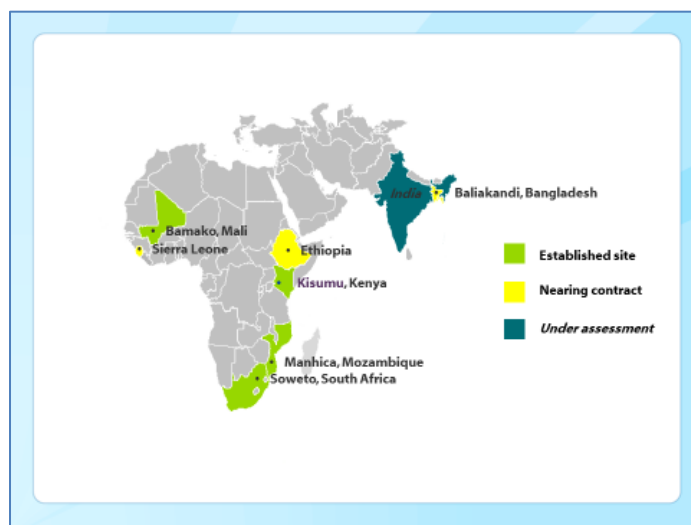 India
Baliakandi, Bangladesh
Bamako, Mali
Sierra Leone
Ethiopia
Established site
Kisumu, Kenya
Nearing contract
Under assessment
Manhica, Mozambique
Soweto, South Africa